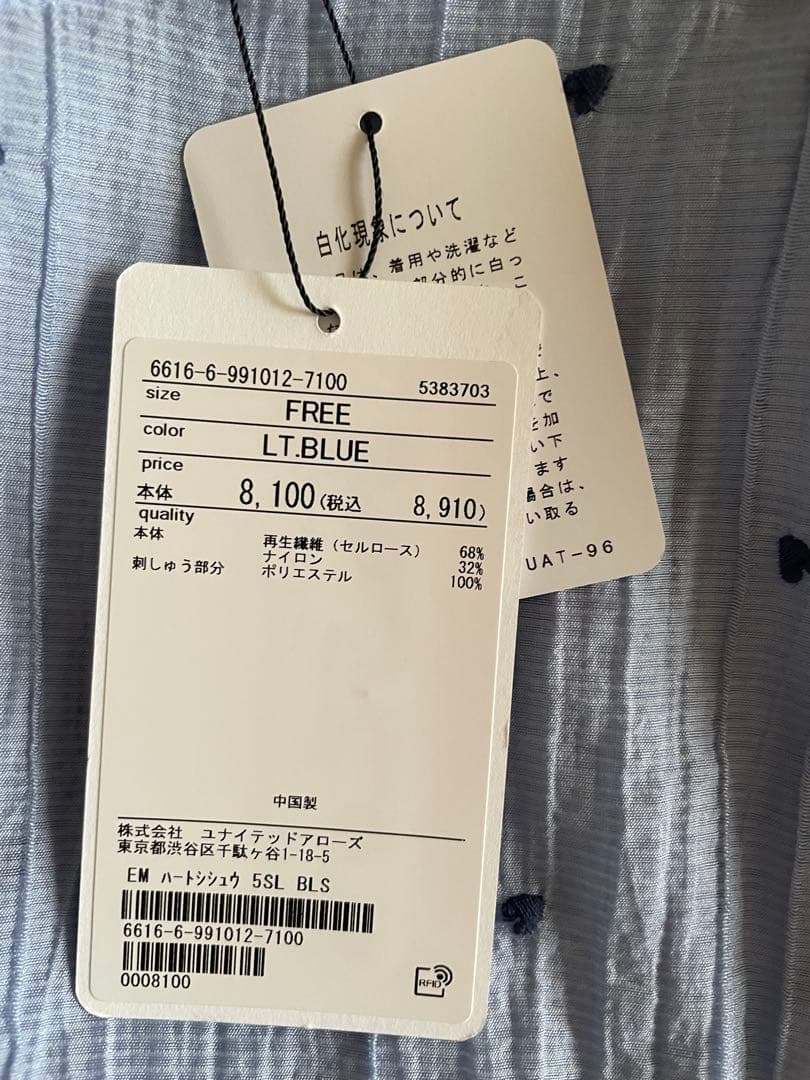 白化現象について
着用や洗濯など
部分的に白っ
こ
上、
で
を加
い下
ます
場合は、
い取る
UAT-96
6616-6-991012-7100 5383703
size FREE
color LT.BLUE
price
本体 8,100(税込 8,910)
quality
本体 再生繊維（セルロース） 68%
ナイロン 32%
刺しゅう部分 ポリエステル 100%
中国製
株式会社 ユナイテッドアローズ
東京都渋谷区千駄ヶ谷1-18-5
EM ハートシシュウ 5SL BLS
6616-6-991012-7100
0008100
RFID